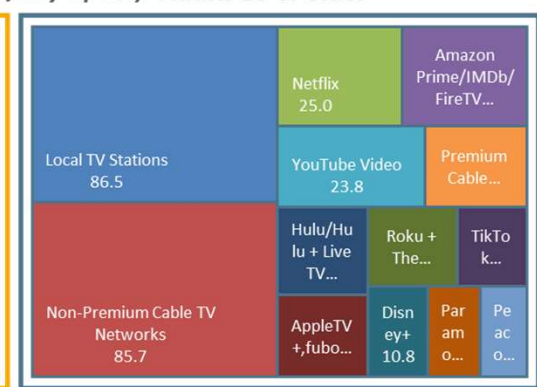 Local TV Stations
86.5
Non-Premium Cable TV
Networks
85.7
Netflix
25.0
Amazon
Prime/IMDb/
FireTV...
YouTube Video
23.8
Premium
Cable...
Hulu/Hu
lu + Live
TV...
Roku +
The...
TikTo
k...
AppleTV
+,fubo...
Disn
ey+
10.8
Par
am
o...
Pe
ac
o...